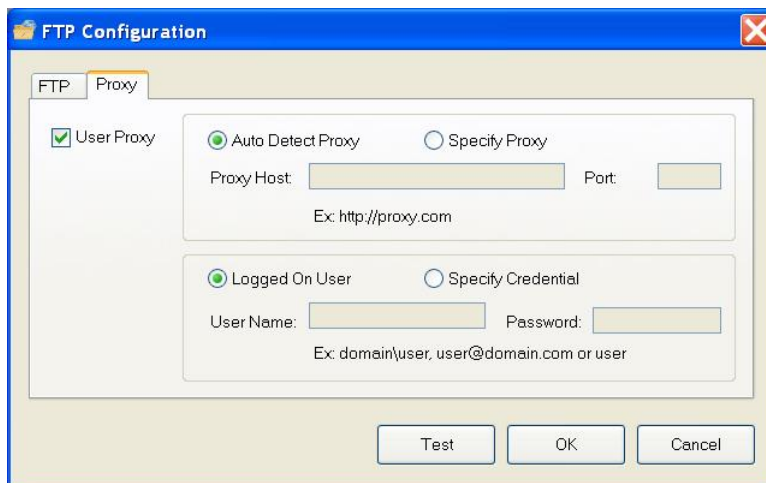 FTP Configuration
FTP Proxy
User Proxy
Auto Detect Proxy Specify Proxy
Proxy Host: Port:
Ex: http://proxy.com
Logged On User Specify Credential
User Name: Password:
Ex: domain\user, user@domain.com or user
Test OK Cancel